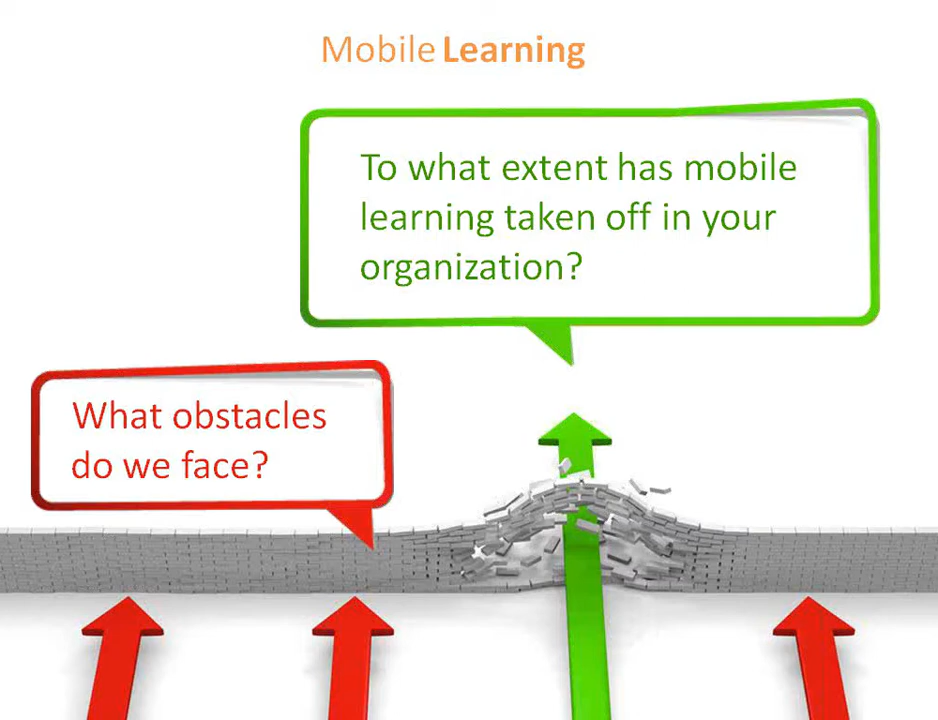 Mobile Learning
To what extent has mobile
learning taken off in your
organization?
What obstacles
do we face?